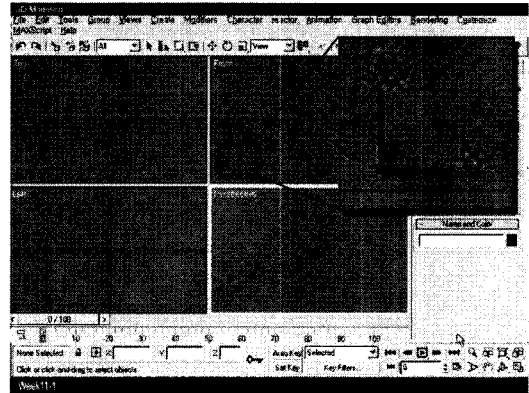 File Edit Tools Group Views Create Modifiers Character reactor Animation Graph Editors Rendering Customize
MAXScript Help
All View
Top Front
Left Perspective
Name and Color
0 / 100
0 10 20 30 40 50 60 70 80 90 100
None Selected X Y Z Auto Key Selected
Click or click-and-drag to select objects Set Key Key Filters... 0
Week11-1